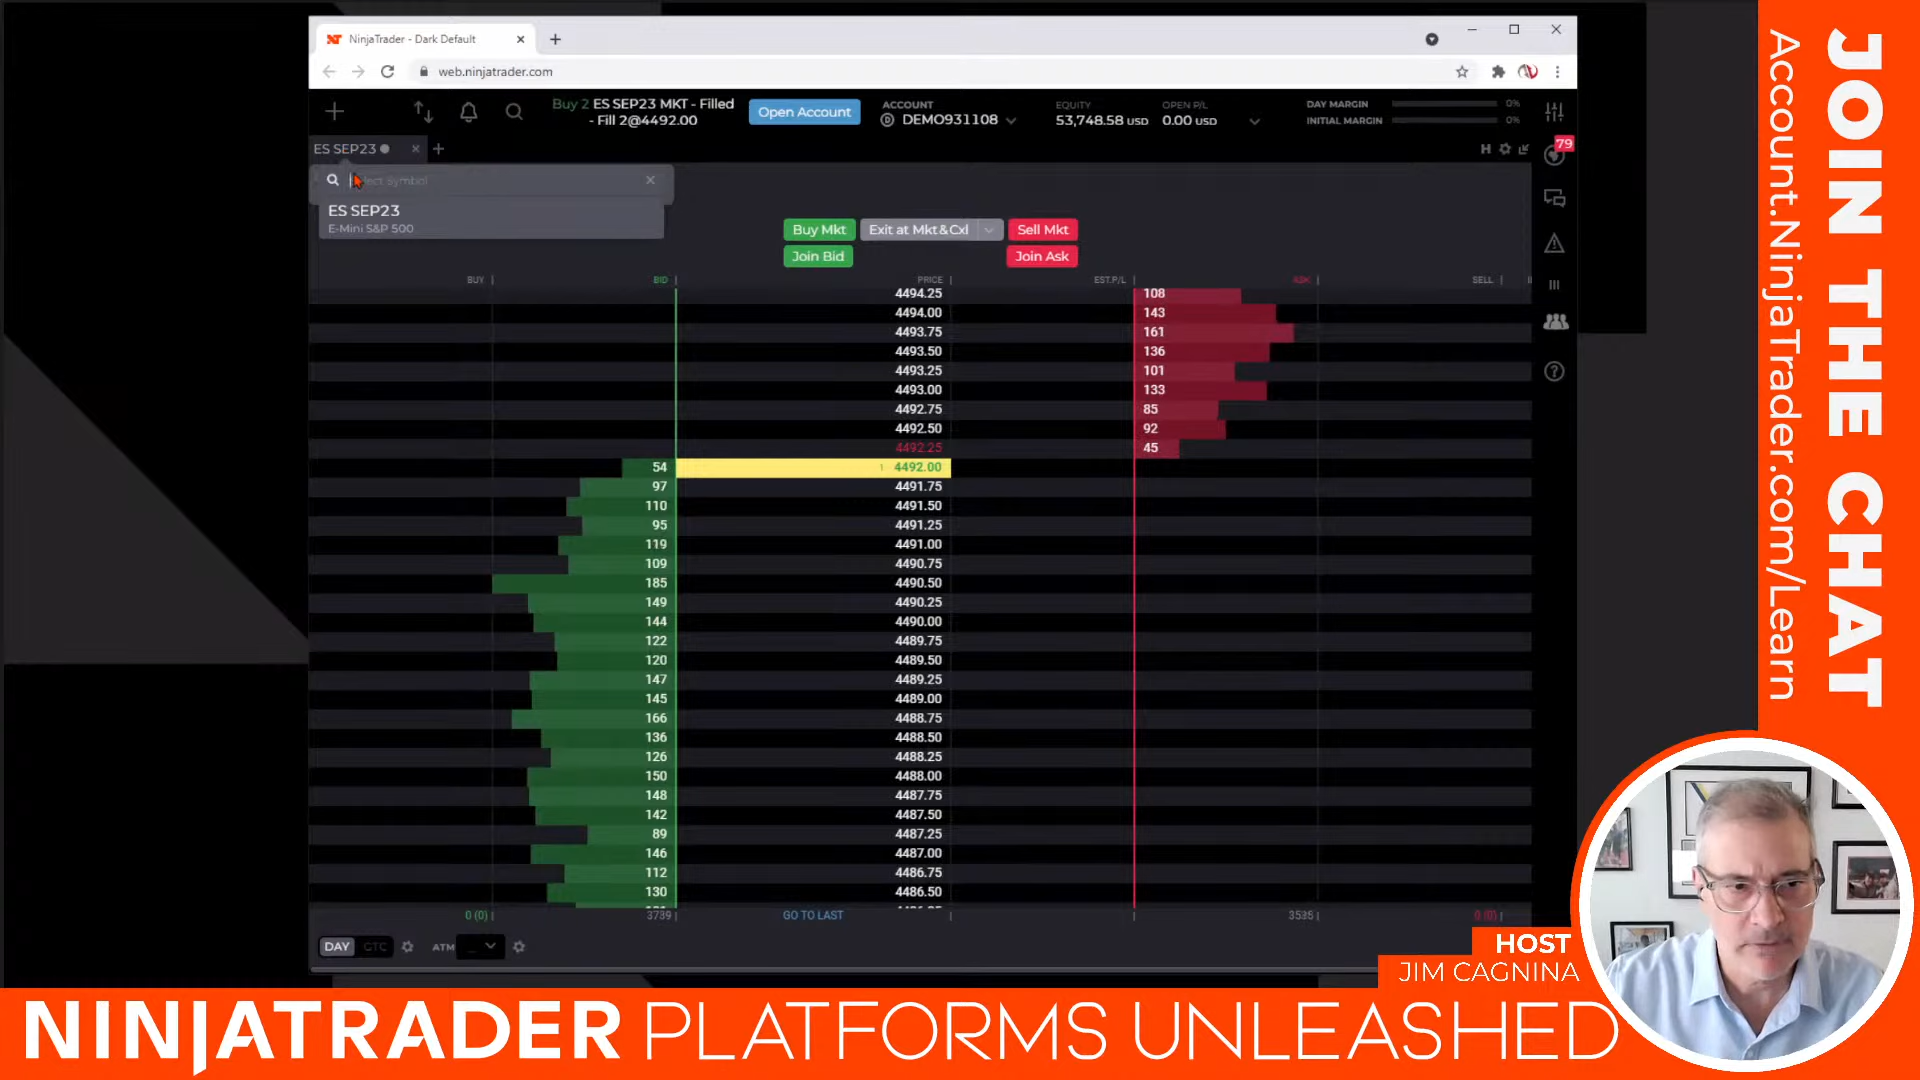 NinjaTrader - Dark Default
web.ninjatrader.com
Buy 2 ES SEP23 MKT - Filled
- Fill 2@4492.00
Open Account
ACCOUNT
DEMO931108
EQUITY
53,748.58 USD
OPEN P/L
0.00 USD
DAY MARGIN 0%
INITIAL MARGIN 0%
ES SEP23
H
79
Select Symbol
ES SEP23
E-Mini S&P 500
Buy Mkt Exit at Mkt & Cxl Sell Mkt
Join Bid Join Ask
BUY BID PRICE EST.P/L ASK SELL
4494.25 108
4494.00 143
4493.75 161
4493.50 136
4493.25 101
4493.00 133
4492.75 85
4492.50 92
4492.25 45
54 1 4492.00
97 4491.75
110 4491.50
95 4491.25
119 4491.00
109 4490.75
185 4490.50
149 4490.25
144 4490.00
122 4489.75
120 4489.50
147 4489.25
145 4489.00
166 4488.75
136 4488.50
126 4488.25
150 4488.00
148 4487.75
142 4487.50
89 4487.25
146 4487.00
112 4486.75
130 4486.50
0 (0) 3739 GO TO LAST 3535 0 (0)
DAY GTC ATM
JOIN THE CHAT
Account.NinjaTrader.com/Learn
HOST
JIM CAGNINA
NINJATRADER PLATFORMS UNLEASHED